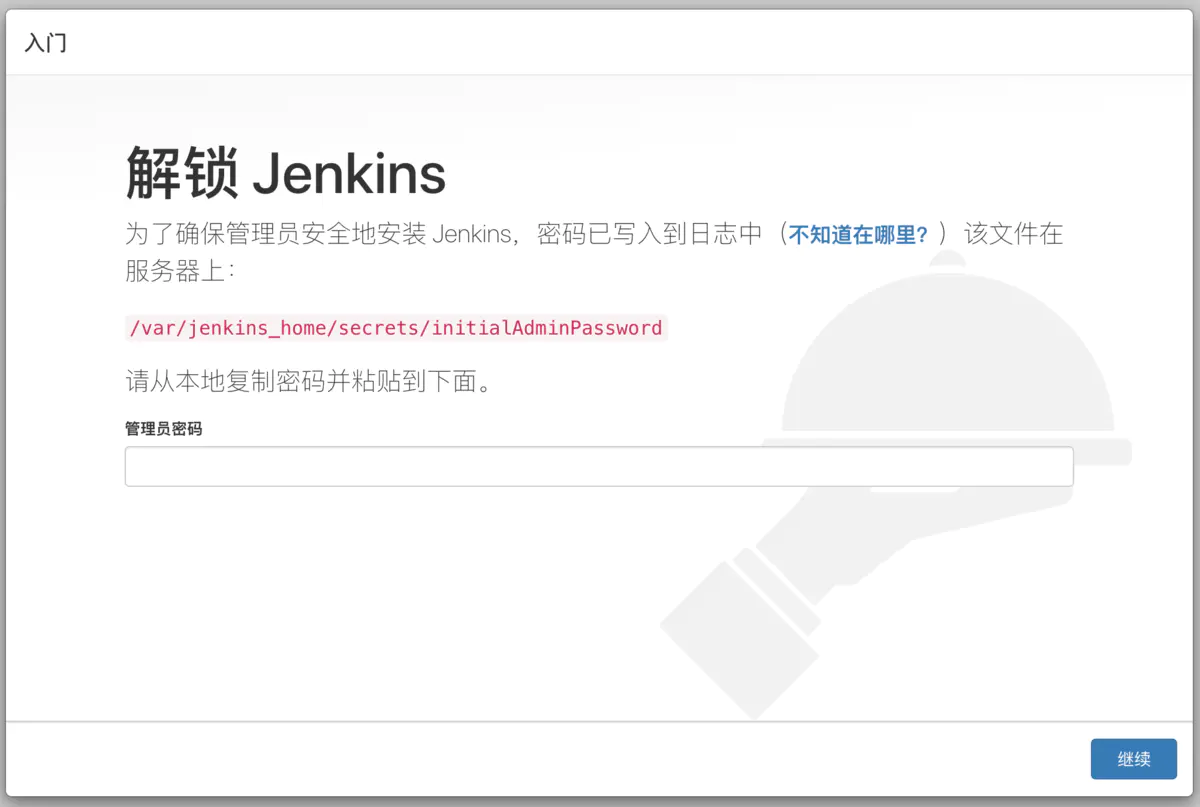 入门
解锁 Jenkins
为了确保管理员安全地安装 Jenkins，密码已写入到日志中（不知道在哪里？）该文件在
服务器上：
/var/jenkins_home/secrets/initialAdminPassword
请从本地复制密码并粘贴到下面。
管理员密码
继续